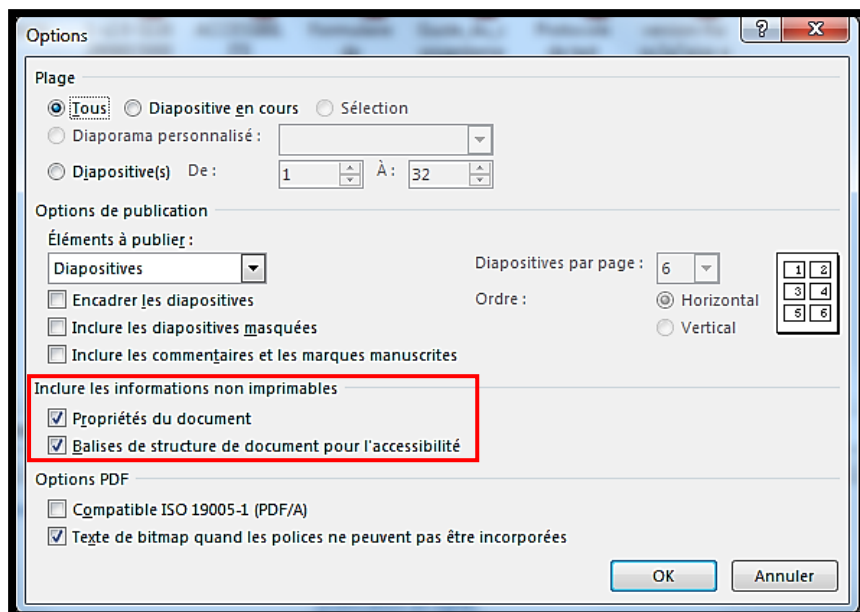 Options
?
X
Plage
Tous Diapositive en cours Sélection
Diaporama personnalisé :
Diapositive(s) De : 1 À : 32
Options de publication
Éléments à publier :
Diapositives
Diapositives par page : 6
1 2
3 4
5 6
Encadrer les diapositives
Ordre : Horizontal
Inclure les diapositives masquées
Vertical
Inclure les commentaires et les marques manuscrites
Inclure les informations non imprimables
Propriétés du document
Balises de structure de document pour l'accessibilité
Options PDF
Compatible ISO 19005-1 (PDF/A)
Texte de bitmap quand les polices ne peuvent pas être incorporées
OK Annuler